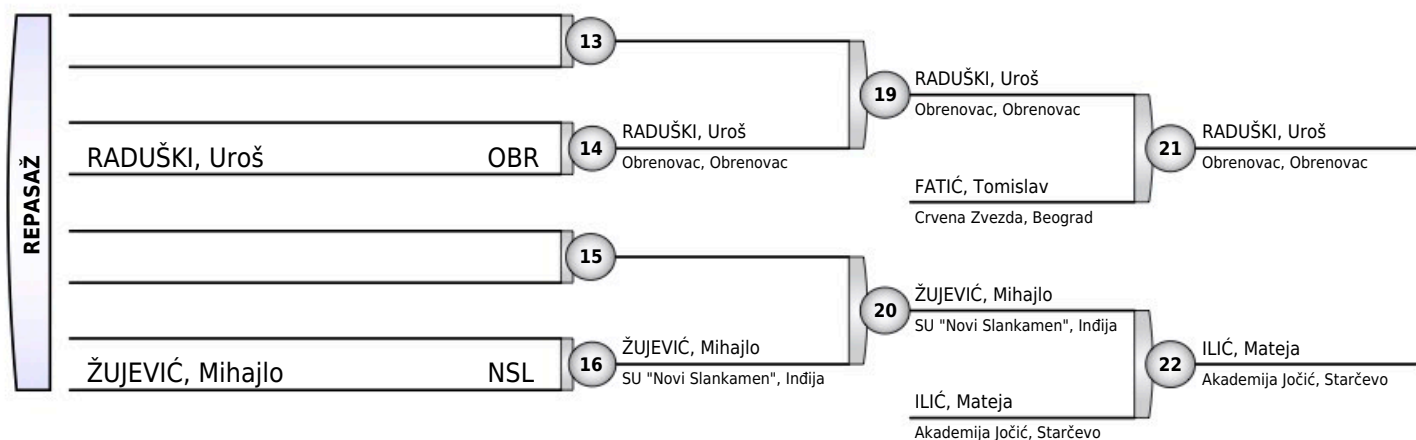 REPASAŽ
13
RADUŠKI, Uroš OBR
14
RADUŠKI, Uroš
Obrenovac, Obrenovac
19
RADUŠKI, Uroš
Obrenovac, Obrenovac
FATIĆ, Tomislav
Crvena Zvezda, Beograd
21
RADUŠKI, Uroš
Obrenovac, Obrenovac
15
ŽUJEVIĆ, Mihajlo NSL
16
ŽUJEVIĆ, Mihajlo
SU "Novi Slankamen", Inđija
20
ŽUJEVIĆ, Mihajlo
SU "Novi Slankamen", Inđija
ILIĆ, Mateja
Akademija Jočić, Starčevo
22
ILIĆ, Mateja
Akademija Jočić, Starčevo